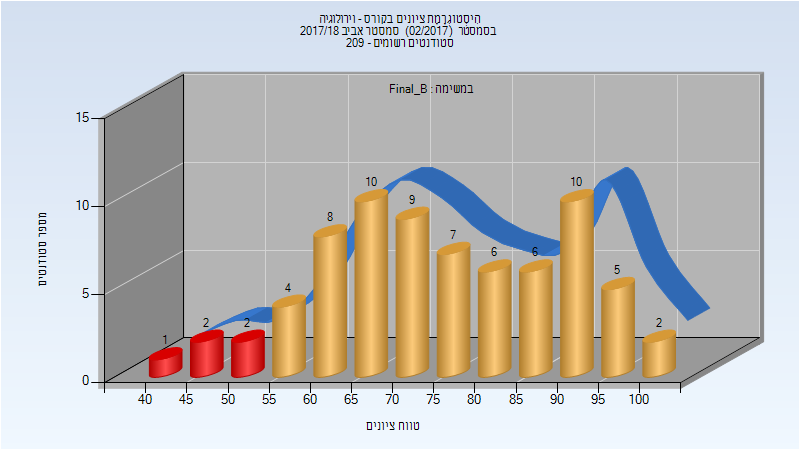 היסטוגרמת ציונים בקורס - וירולוגיה
בסמסטר (02/2017) סמסטר אביב 2017/18
סטודנטים רשומים - 209
במשימה : Final_B
מספר סטודנטים
15
10
5
0
1
2
2
4
8
10
9
7
6
6
10
5
2
40 45 50 55 60 65 70 75 80 85 90 95 100
טווח ציונים